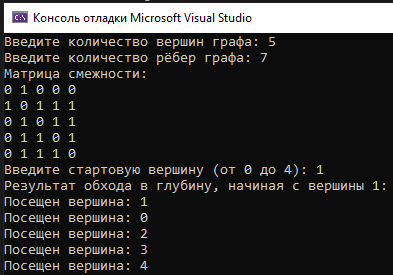 Консоль отладки Microsoft Visual Studio
Введите количество вершин графа: 5
Введите количество рёбер графа: 7
Матрица смежности:
0 1 0 0 0
1 0 1 1 1
0 1 0 1 1
0 1 1 0 1
0 1 1 1 0
Введите стартовую вершину (от 0 до 4): 1
Результат обхода в глубину, начиная с вершины 1:
Посещен вершина: 1
Посещен вершина: 0
Посещен вершина: 2
Посещен вершина: 3
Посещен вершина: 4